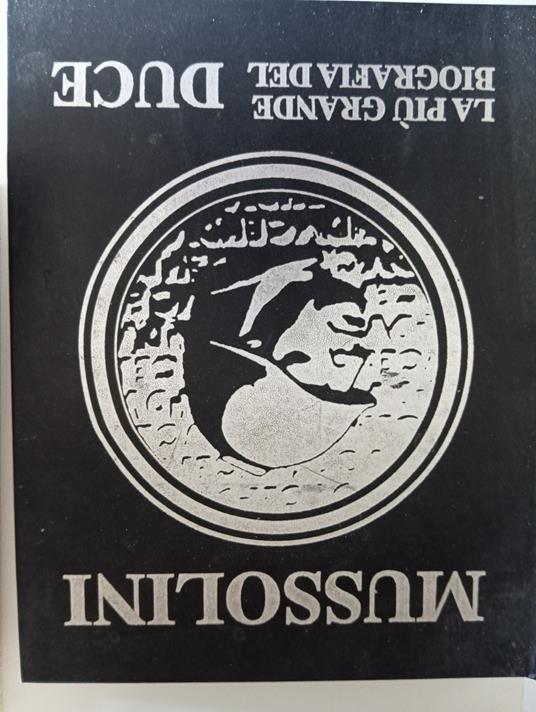 MUSSOLINI
LA PIÙ GRANDE
BIOGRAFIA DEL
DUCE